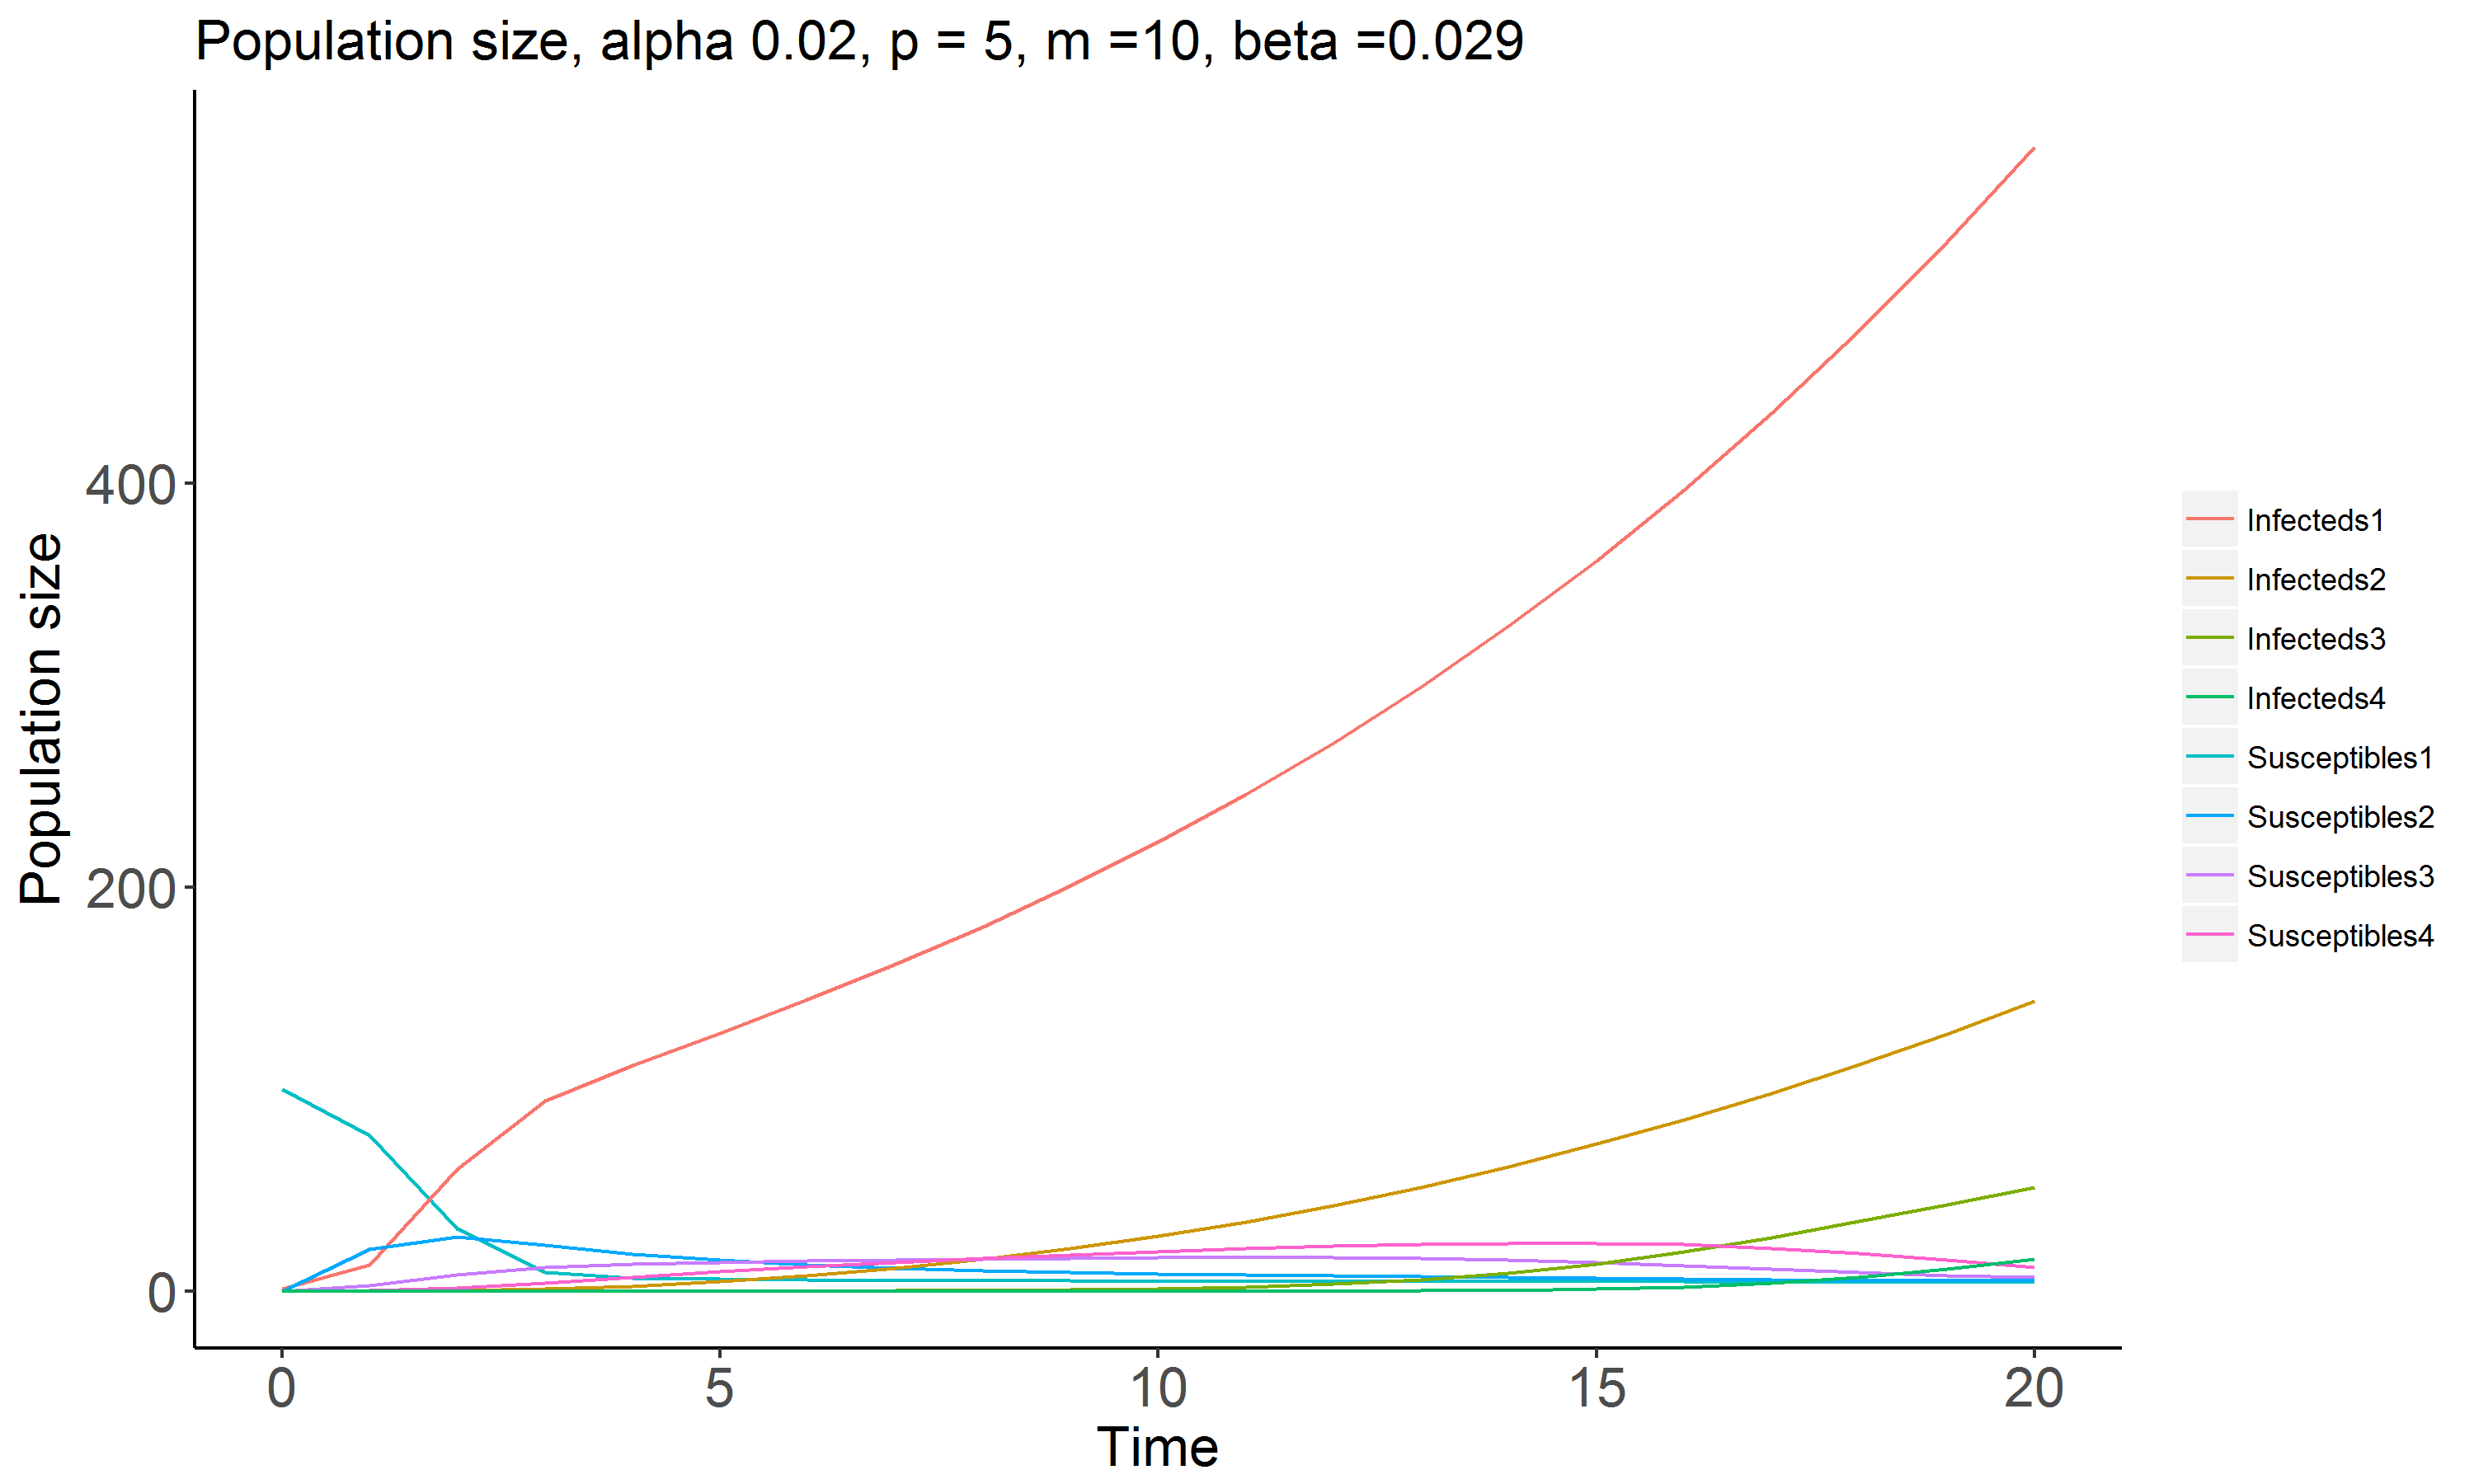 Population size, alpha 0.02, p = 5, m =10, beta =0.029
Population size
400
200
0
0 5 10 15 20
Time
Infecteds1
Infecteds2
Infecteds3
Infecteds4
Susceptibles1
Susceptibles2
Susceptibles3
Susceptibles4